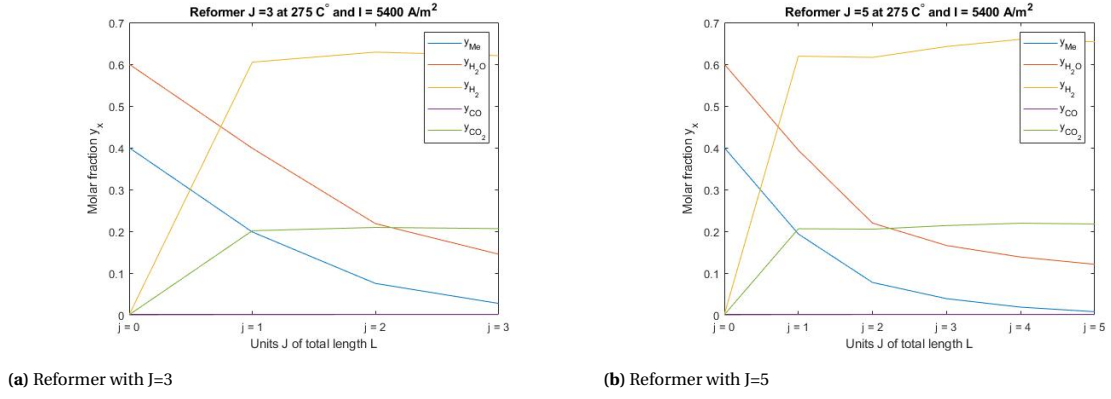 Reformer J =3 at 275 C° and I = 5400 A/m²
0.7
0.6
0.5
0.4
0.3
0.2
0.1
0
Molar fraction yₓ
y_Me
y_H₂O
y_H₂
y_CO
y_CO₂
j = 0
j = 1
j = 2
j = 3
Units J of total length L
(a) Reformer with J=3
Reformer J =5 at 275 C° and I = 5400 A/m²
0.7
0.6
0.5
0.4
0.3
0.2
0.1
0
Molar fraction yₓ
y_Me
y_H₂O
y_H₂
y_CO
y_CO₂
j = 0
j = 1
j = 2
j = 3
j = 4
j = 5
Units J of total length L
(b) Reformer with J=5